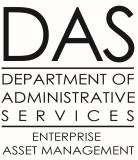 DAS
DEPARTMENT OF
ADMINISTRATIVE
SERVICES
ENTERPRISE
ASSET MANAGEMENT